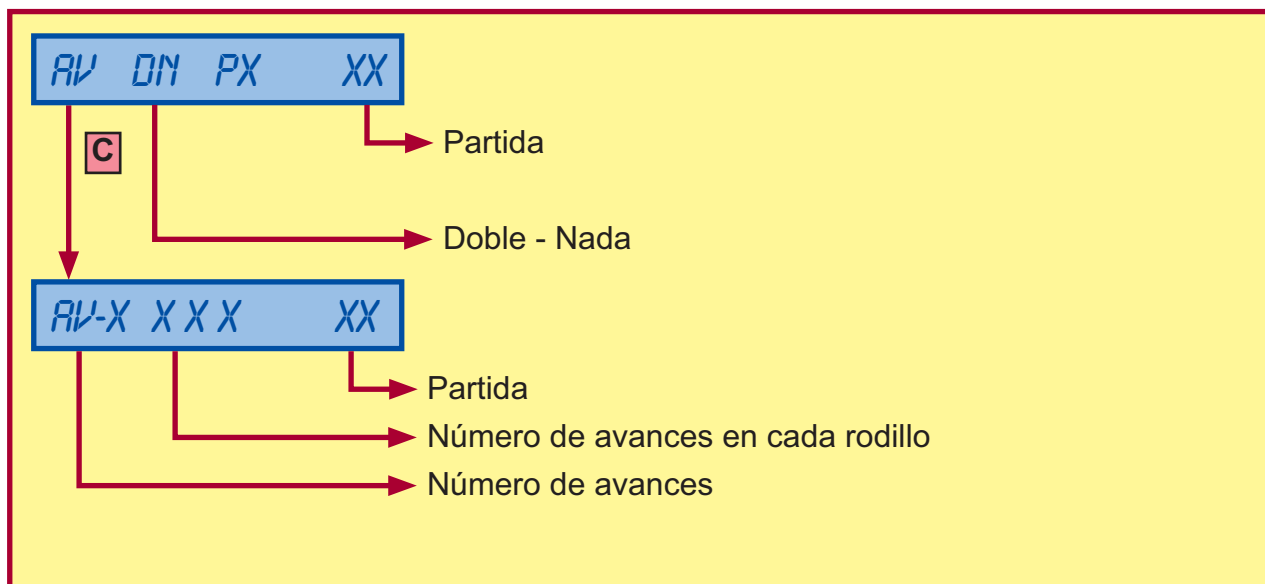 AV DN PX XX
C
Partida
Doble - Nada
AV-X X X X XX
Partida
Número de avances en cada rodillo
Número de avances